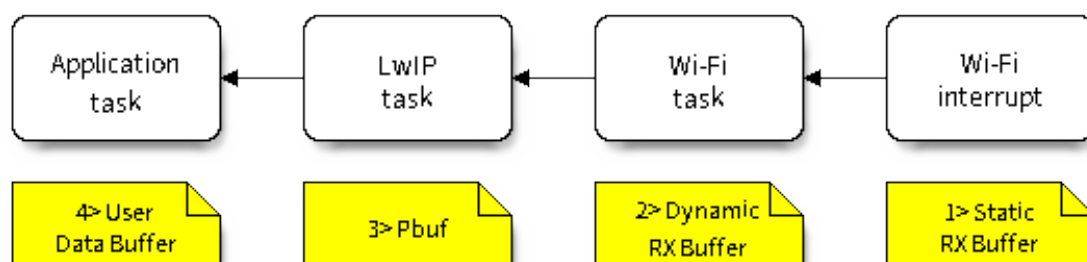 Application
task
LwIP
task
Wi-Fi
task
Wi-Fi
interrupt
4> User
Data Buffer
3> Pbuf
2> Dynamic
RX Buffer
1> Static
RX Buffer